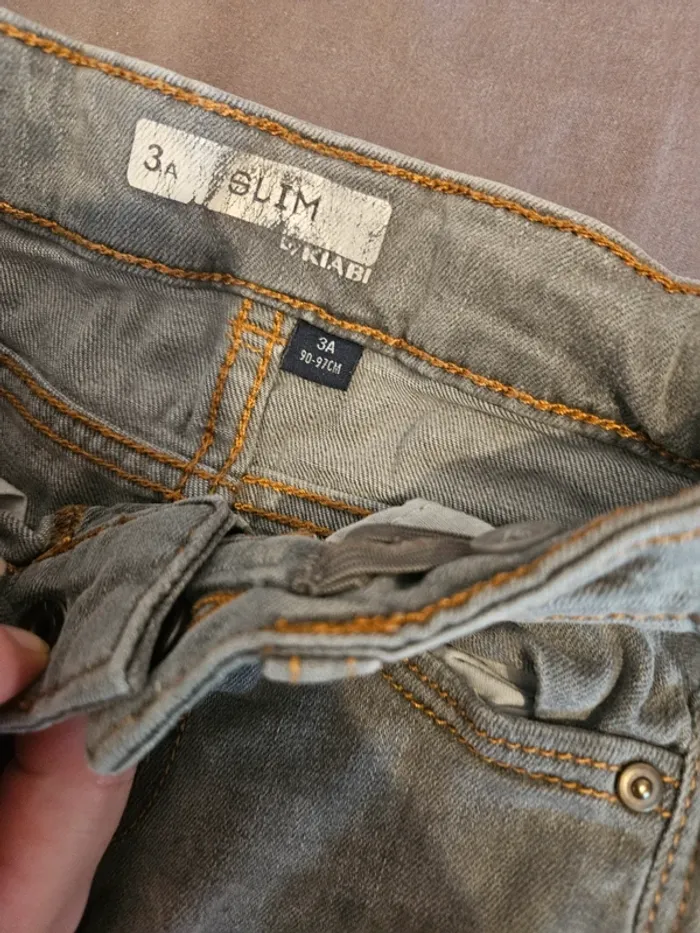 3A SLIM
by KIABI
3A
90-97CM